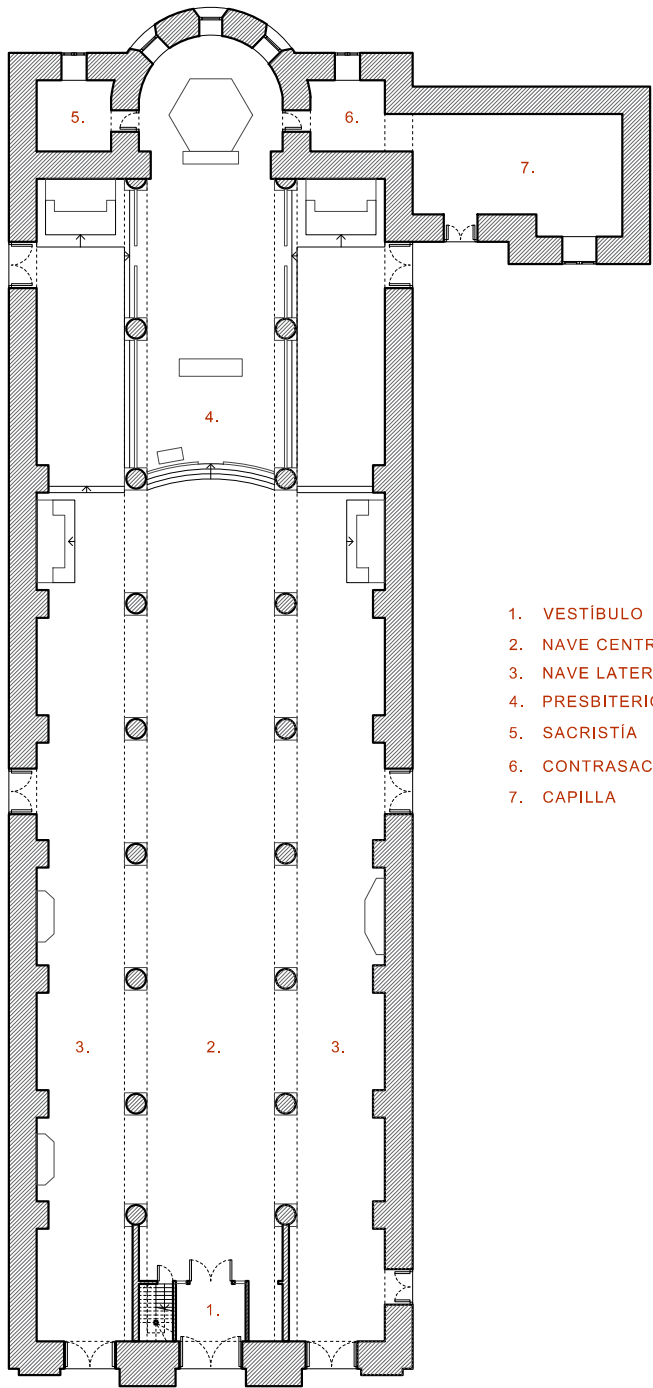 5.
6.
7.
4.
1. VESTÍBULO
2. NAVE CENTR
3. NAVE LATER
4. PRESBITERIO
5. SACRISTÍA
6. CONTRASAC
7. CAPILLA
3.
2.
3.
1.